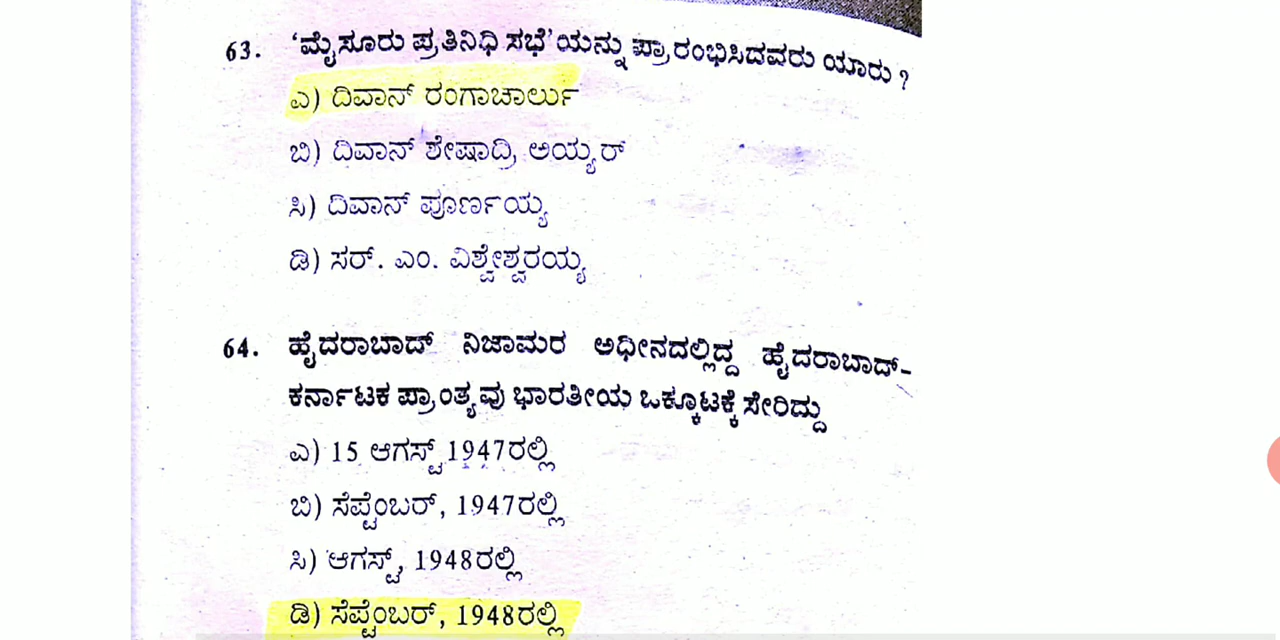 63. ‘ಮೈಸೂರು ಪ್ರತಿನಿಧಿ ಸಭೆ’ಯನ್ನು ಪ್ರಾರಂಭಿಸಿದವರು ಯಾರು ?
ಎ) ದಿವಾನ್ ರಂಗಾಚಾರ್ಲು
ಬಿ) ದಿವಾನ್ ಶೇಷಾದ್ರಿ ಅಯ್ಯರ್
ಸಿ) ದಿವಾನ್ ಪೂರ್ಣಯ್ಯ
ಡಿ) ಸರ್. ಎಂ. ವಿಶ್ವೇಶ್ವರಯ್ಯ
64. ಹೈದರಾಬಾದ್ ನಿಜಾಮರ ಅಧೀನದಲ್ಲಿದ್ದ ಹೈದರಾಬಾದ್-
ಕರ್ನಾಟಕ ಪ್ರಾಂತ್ಯವು ಭಾರತೀಯ ಒಕ್ಕೂಟಕ್ಕೆ ಸೇರಿದ್ದು
ಎ) 15 ಆಗಸ್ಟ್ 1947ರಲ್ಲಿ
ಬಿ) ಸೆಪ್ಟೆಂಬರ್, 1947ರಲ್ಲಿ
ಸಿ) ಆಗಸ್ಟ್, 1948ರಲ್ಲಿ
ಡಿ) ಸೆಪ್ಟೆಂಬರ್, 1948ರಲ್ಲಿ